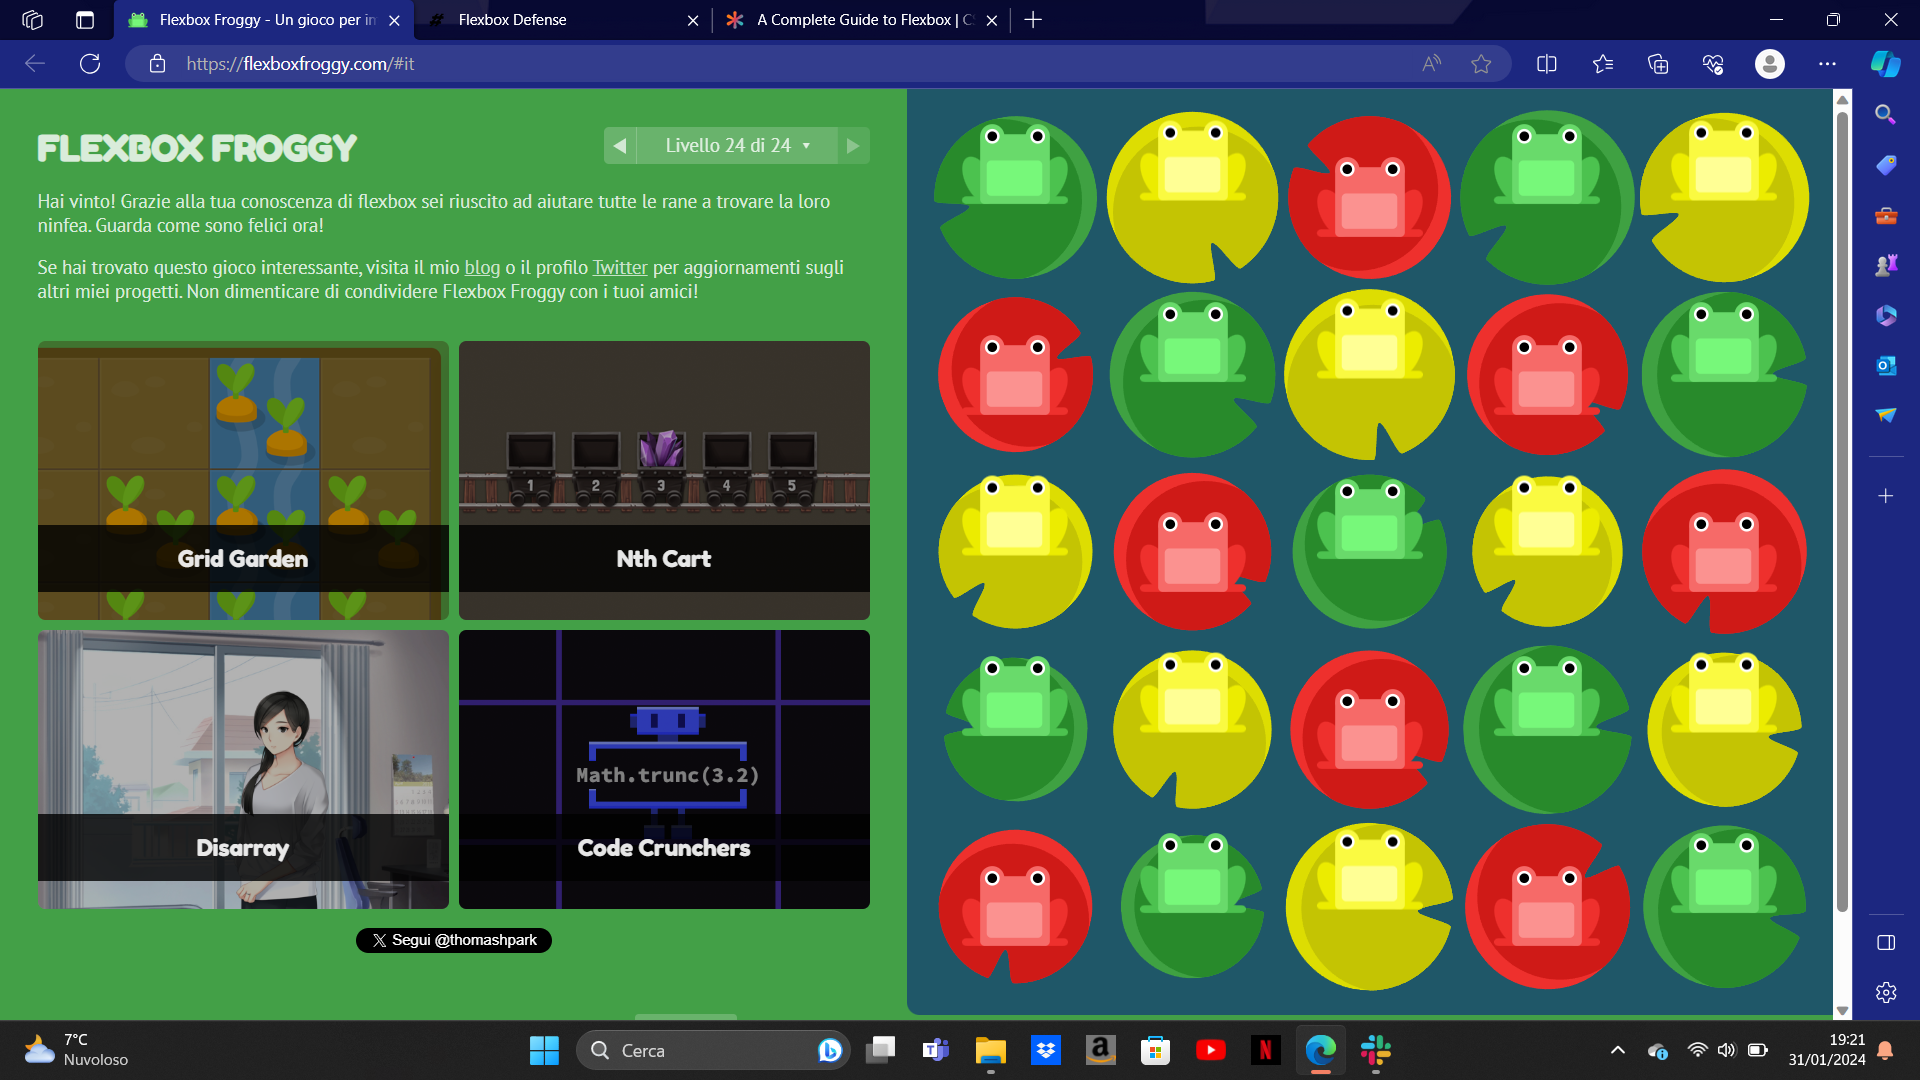 Flexbox Froggy - Un gioco per im
Flexbox Defense
A Complete Guide to Flexbox | CS
https://flexboxfroggy.com/#it
FLEXBOX FROGGY
Livello 24 di 24
Hai vinto! Grazie alla tua conoscenza di flexbox sei riuscito ad aiutare tutte le rane a trovare la loro
ninfea. Guarda come sono felici ora!
Se hai trovato questo gioco interessante, visita il mio blog o il profilo Twitter per aggiornamenti sugli
altri miei progetti. Non dimenticare di condividere Flexbox Froggy con i tuoi amici!
1 2 3 4 5
Grid Garden
Nth Cart
Math.trunc(3.2)
Disarray
Code Crunchers
X Segui @thomashpark
7°C
Nuvoloso
Cerca
19:21
31/01/2024